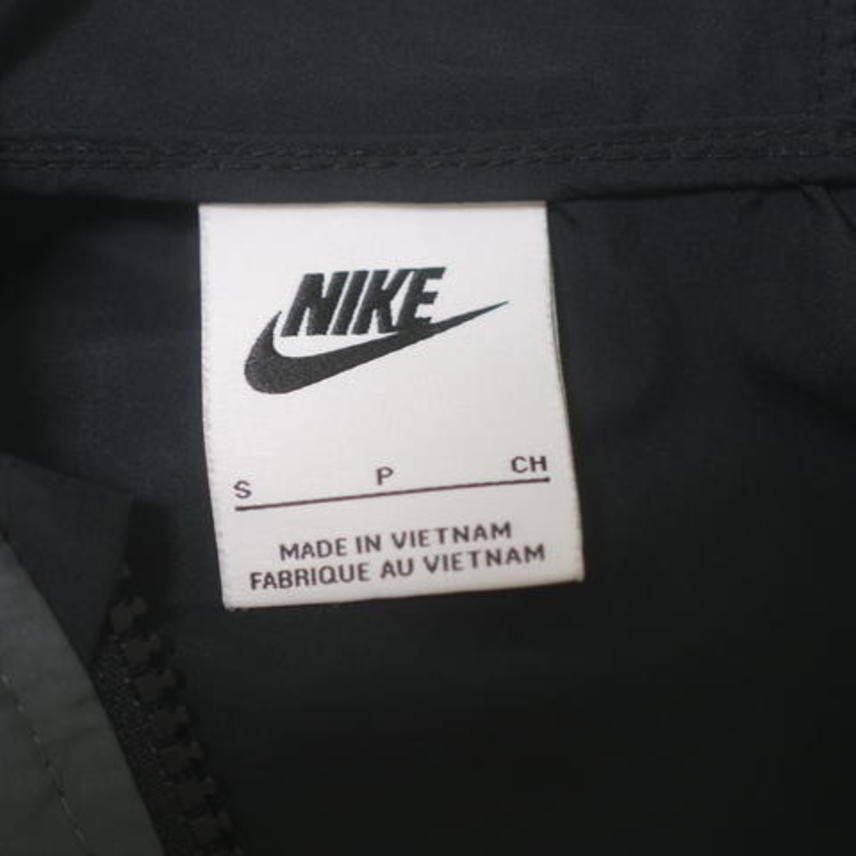 NIKE
S P CH
MADE IN VIETNAM
FABRIQUE AU VIETNAM